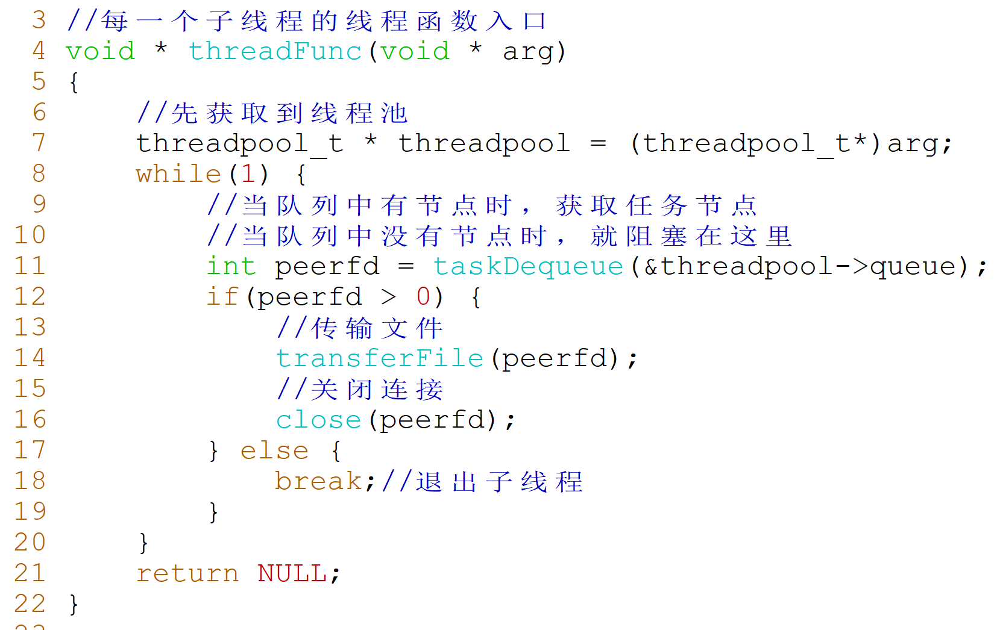 3 //每一个子线程的线程函数入口
4 void * threadFunc(void * arg)
5 {
6     //先获取到线程池
7     threadpool_t * threadpool = (threadpool_t*)arg;
8     while(1) {
9         //当队列中有节点时，获取任务节点
10         //当队列中没有节点时，就阻塞在这里
11         int peerfd = taskDequeue(&threadpool->queue);
12         if(peerfd > 0) {
13             //传输文件
14             transferFile(peerfd);
15             //关闭连接
16             close(peerfd);
17         } else {
18             break;//退出子线程
19         }
20     }
21     return NULL;
22 }